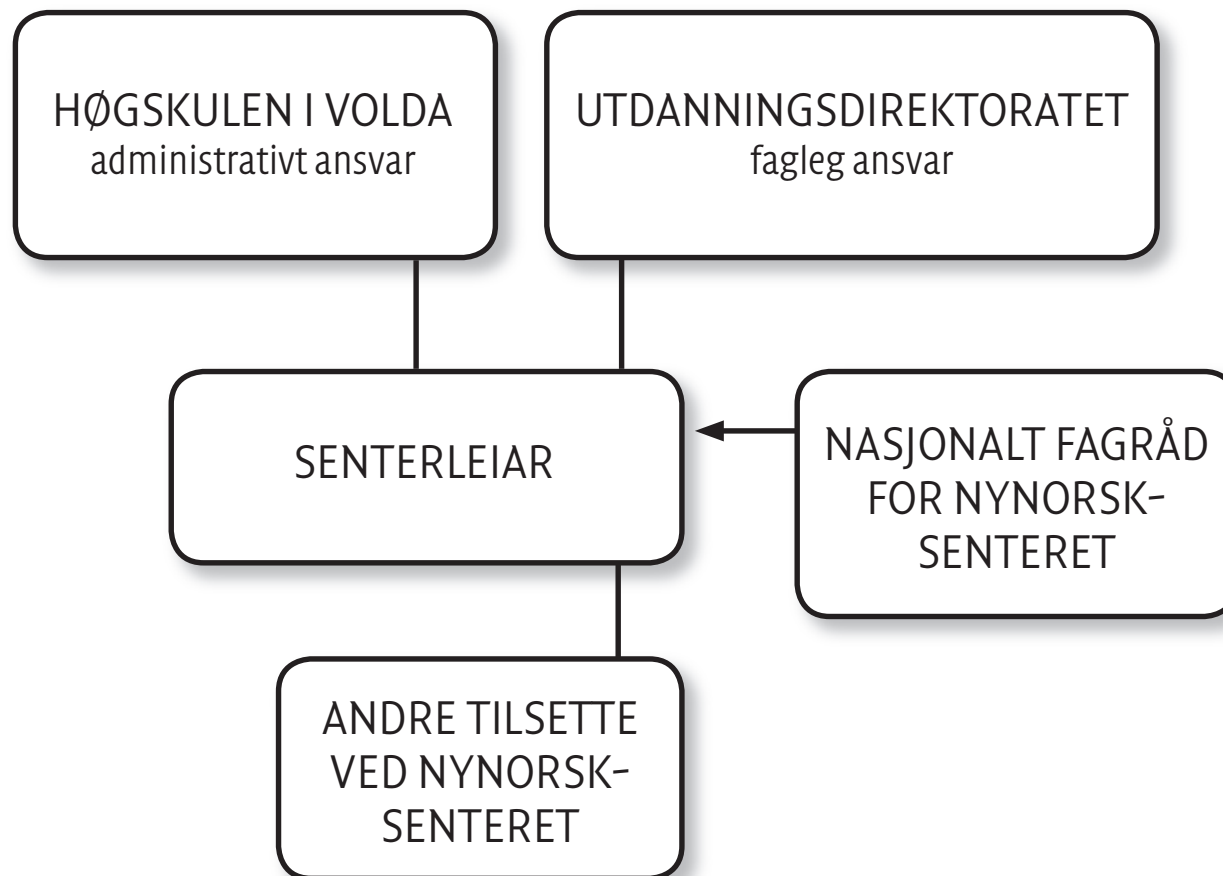 HØGSKULEN I VOLDA
administrativt ansvar
UTDANNINGSDIREKTORATET
fagleg ansvar
SENTERLEIAR
NASJONALT FAGRÅD
FOR NYNORSK-
SENTERET
ANDRE TILSETTE
VED NYNORSK-
SENTERET